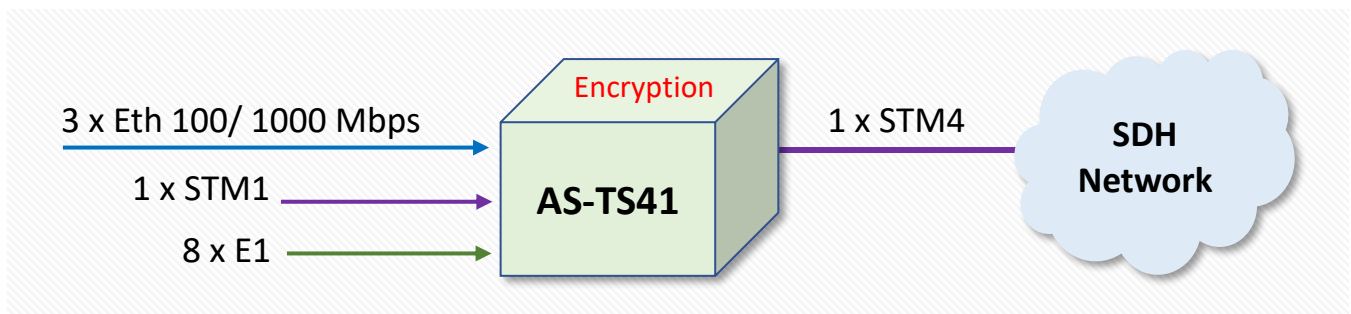 Encryption
3 x Eth 100/ 1000 Mbps
1 x STM1
8 x E1
AS-TS41
1 x STM4
SDH
Network